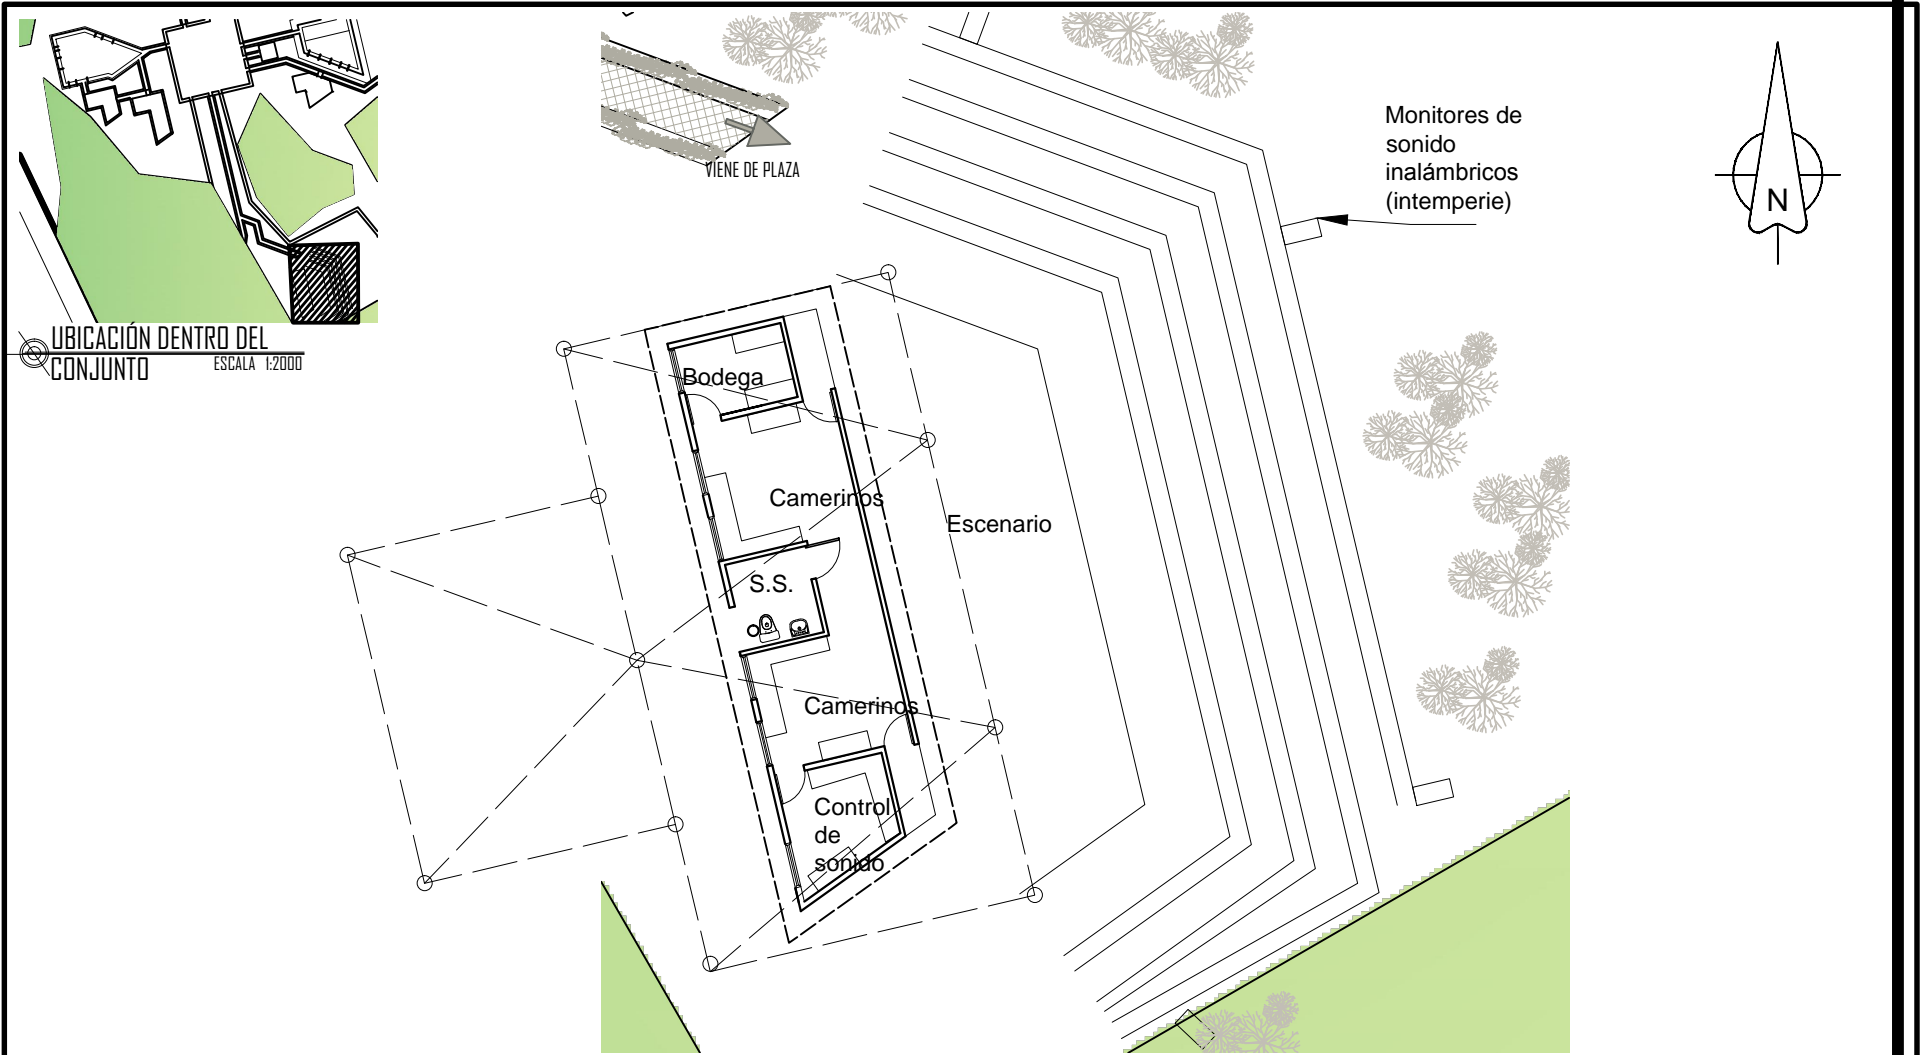 VIENE DE PLAZA
Monitores de
sonido
inalámbricos
(intemperie)
N
UBICACIÓN DENTRO DEL
CONJUNTO
ESCALA 1:2000
Bodega
Camerinos
Escenario
S.S.
Camerinos
Control
de
sonido